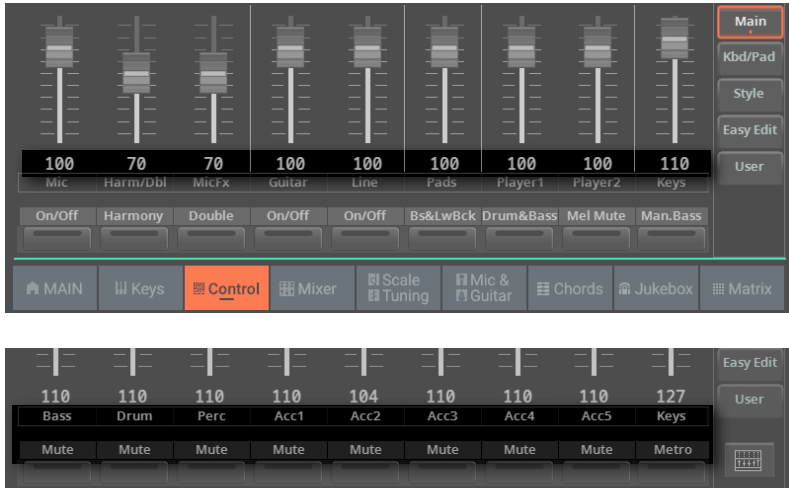 Main
Kbd/Pad
Style
Easy Edit
User
100 70 70 100 100 100 100 100 110
Mic Harm/Dbl MicFx Guitar Line Pads Player1 Player2 Keys
On/Off Harmony Double On/Off On/Off Bs&LwBck Drum&Bass Mel Mute Man.Bass
MAIN Keys Control Mixer Scale Tuning Mic & Guitar Chords Jukebox Matrix
Easy Edit
110 110 110 110 104 110 110 110 127 User
Bass Drum Perc Acc1 Acc2 Acc3 Acc4 Acc5 Keys
Mute Mute Mute Mute Mute Mute Mute Mute Metro